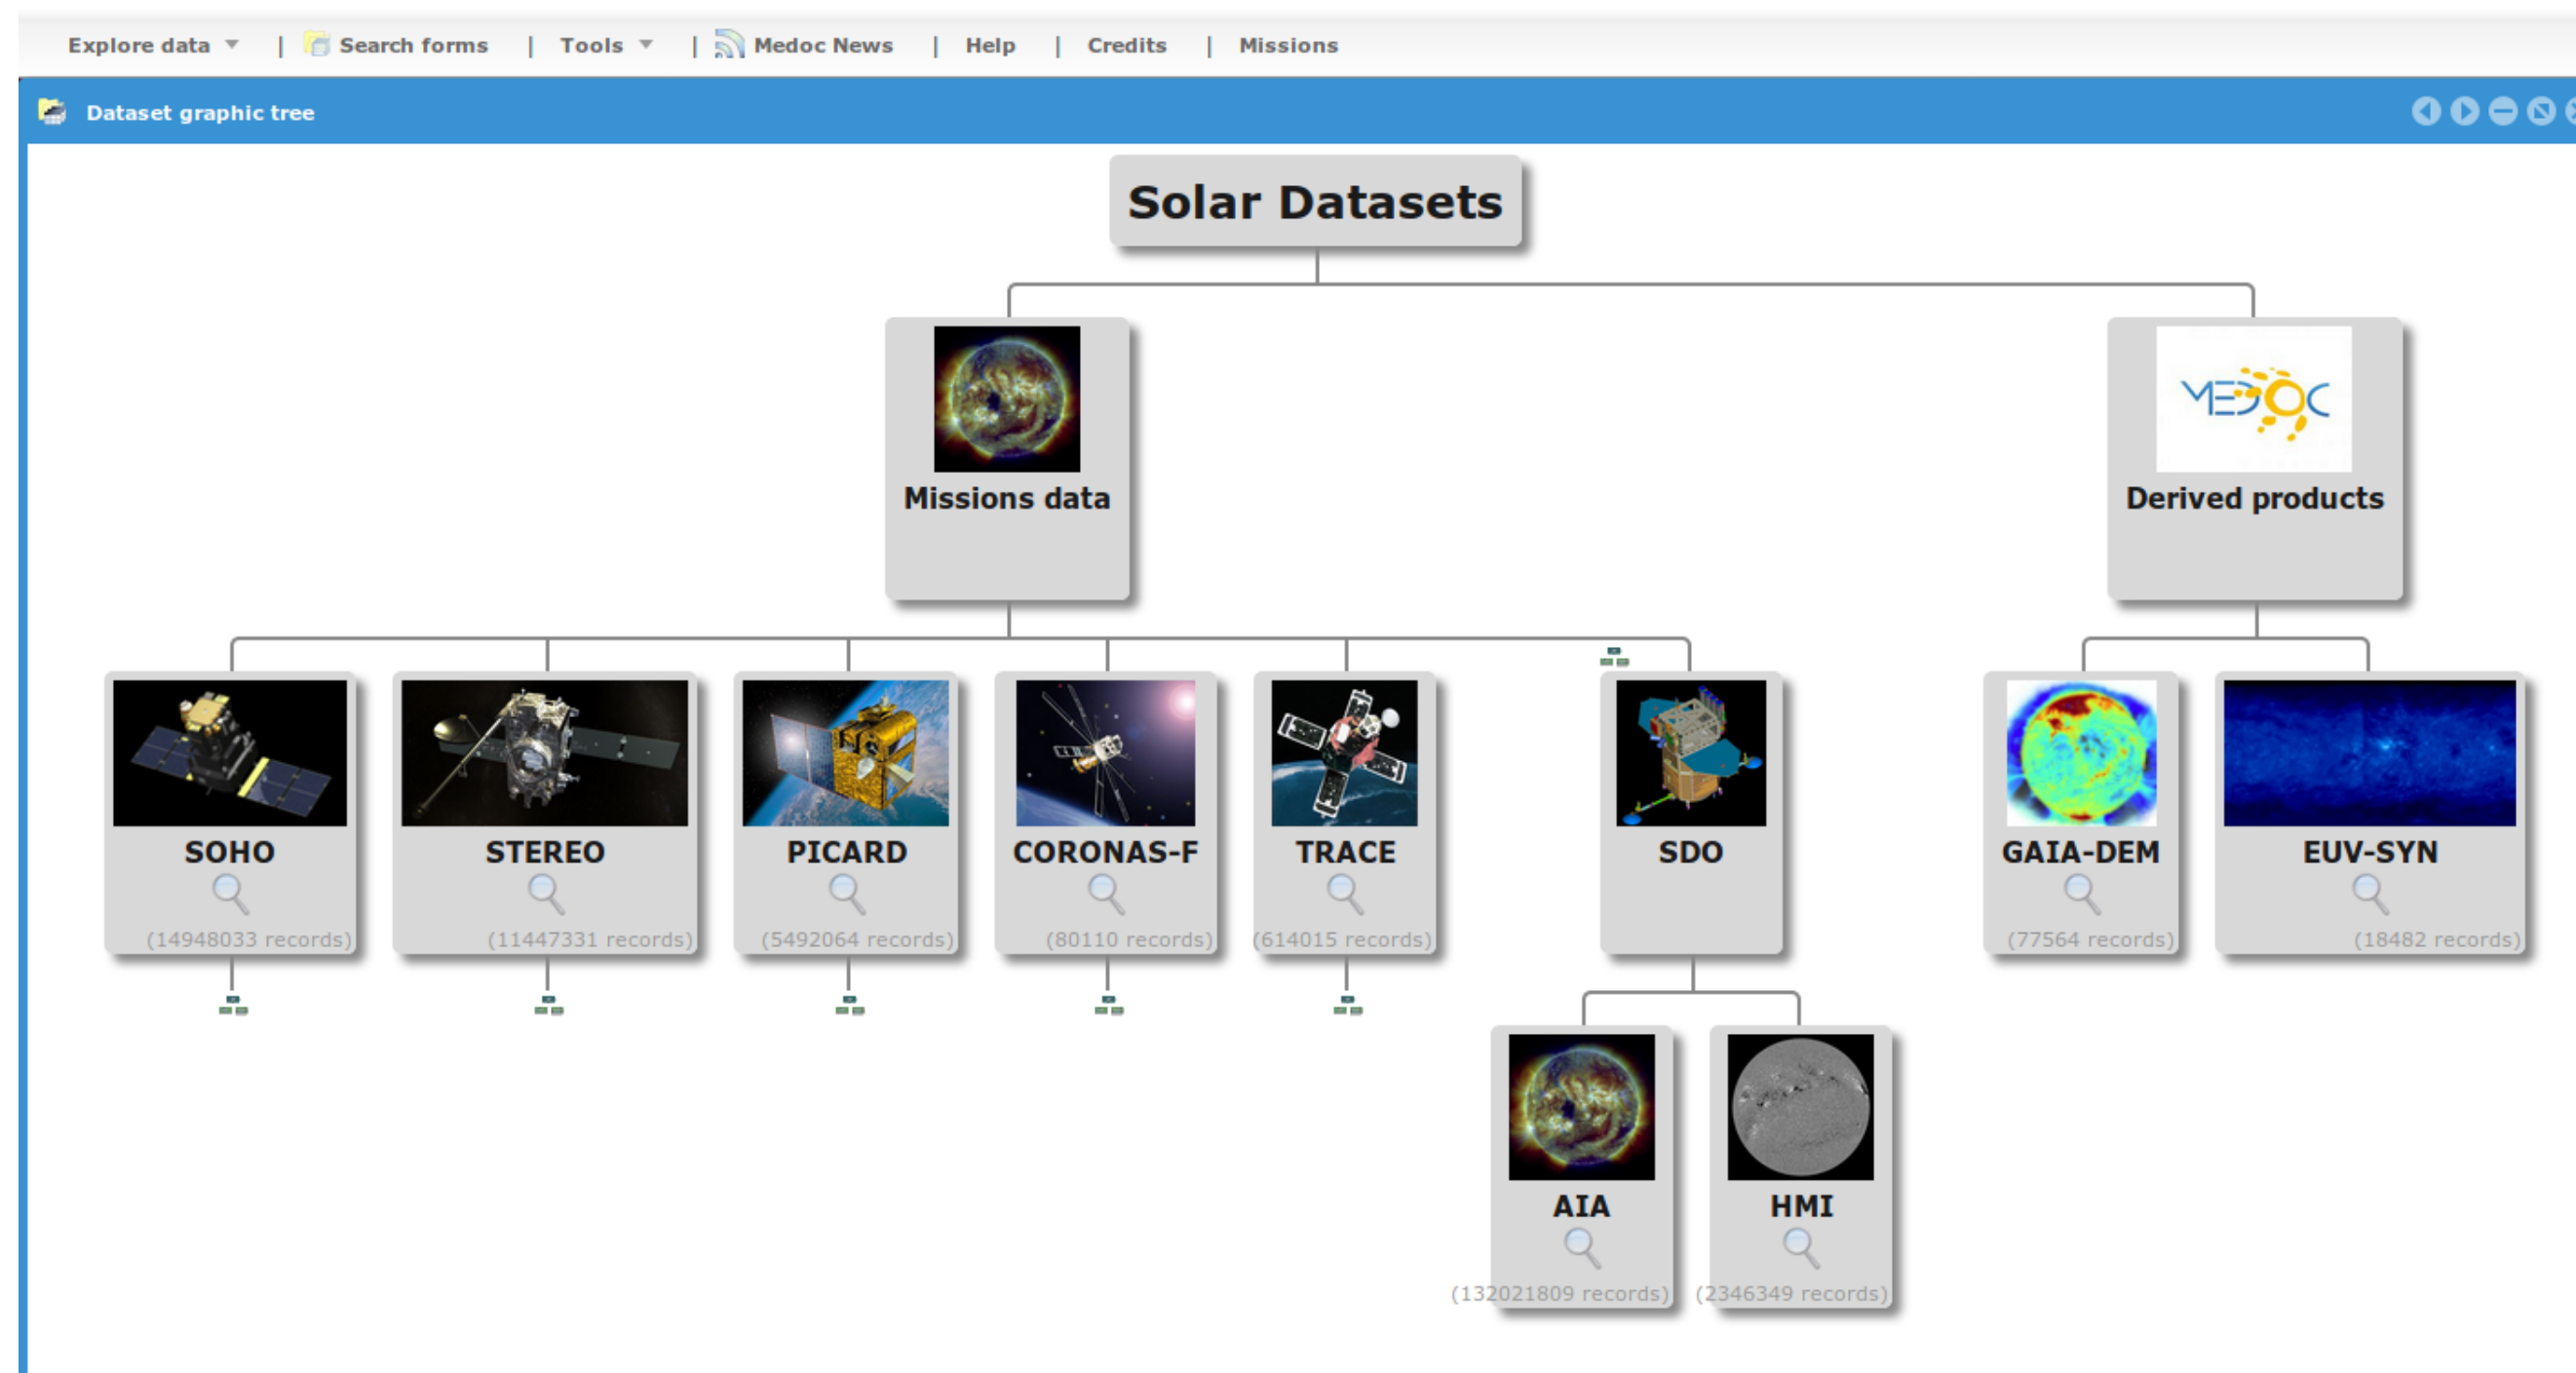 Explore data | Search forms | Tools | Medoc News | Help | Credits | Missions
Dataset graphic tree
Solar Datasets
MEDOC
Missions data
Derived products
SOHO
(14948033 records)
STEREO
(11447331 records)
PICARD
(5492064 records)
CORONAS-F
(80110 records)
TRACE
(614015 records)
SDO
GAIA-DEM
(77564 records)
EUV-SYN
(18482 records)
AIA
(132021809 records)
HMI
(2346349 records)